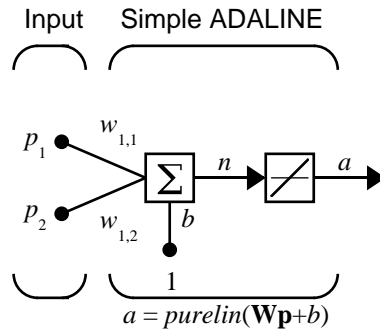 Input Simple ADALINE
p1 w1,1
Σ n a
p2 w1,2 b
1
a = purelin(Wp+b)